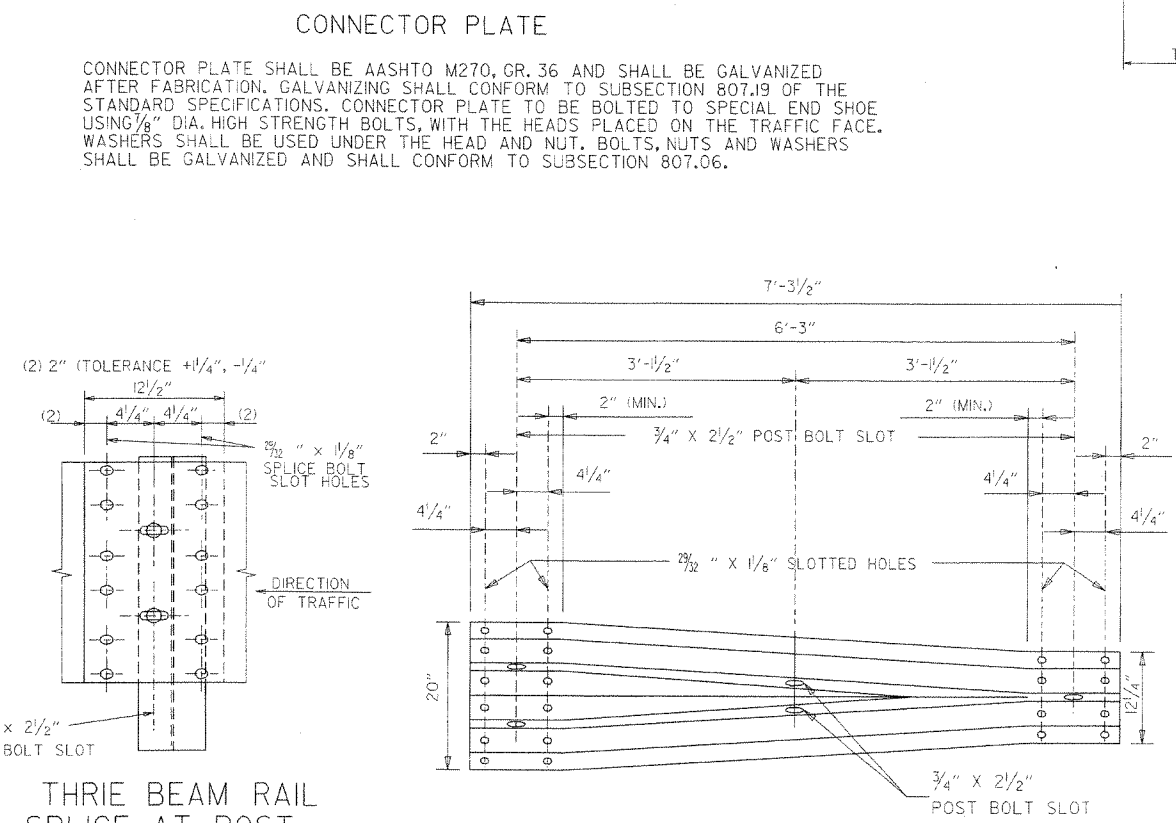 CONNECTOR PLATE
CONNECTOR PLATE SHALL BE AASHTO M270, GR. 36 AND SHALL BE GALVANIZED
AFTER FABRICATION. GALVANIZING SHALL CONFORM TO SUBSECTION 807.19 OF THE
STANDARD SPECIFICATIONS. CONNECTOR PLATE TO BE BOLTED TO SPECIAL END SHOE
USING 7/8" DIA. HIGH STRENGTH BOLTS, WITH THE HEADS PLACED ON THE TRAFFIC FACE.
WASHERS SHALL BE USED UNDER THE HEAD AND NUT. BOLTS, NUTS AND WASHERS
SHALL BE GALVANIZED AND SHALL CONFORM TO SUBSECTION 807.06.
(2) 2" (TOLERANCE +1 1/4", -1/4"
12 1/2"
(2) 4 1/4" 4 1/4" (2)
29/32 " x 1 1/8"
SPLICE BOLT
SLOT HOLES
DIRECTION
OF TRAFFIC
x 2 1/2"
BOLT SLOT
THRIE BEAM RAIL
SPLICE AT POST
7'-3 1/2"
6'-3"
3'-1 1/2" 3'-1 1/2"
2" (MIN.) 2" (MIN.)
2" 3/4" X 2 1/2" POST BOLT SLOT 2"
4 1/4" 4 1/4"
4 1/4" 4 1/4"
29/32 " X 1 1/8" SLOTTED HOLES
20"
12 1/4"
3/4" X 2 1/2"
POST BOLT SLOT